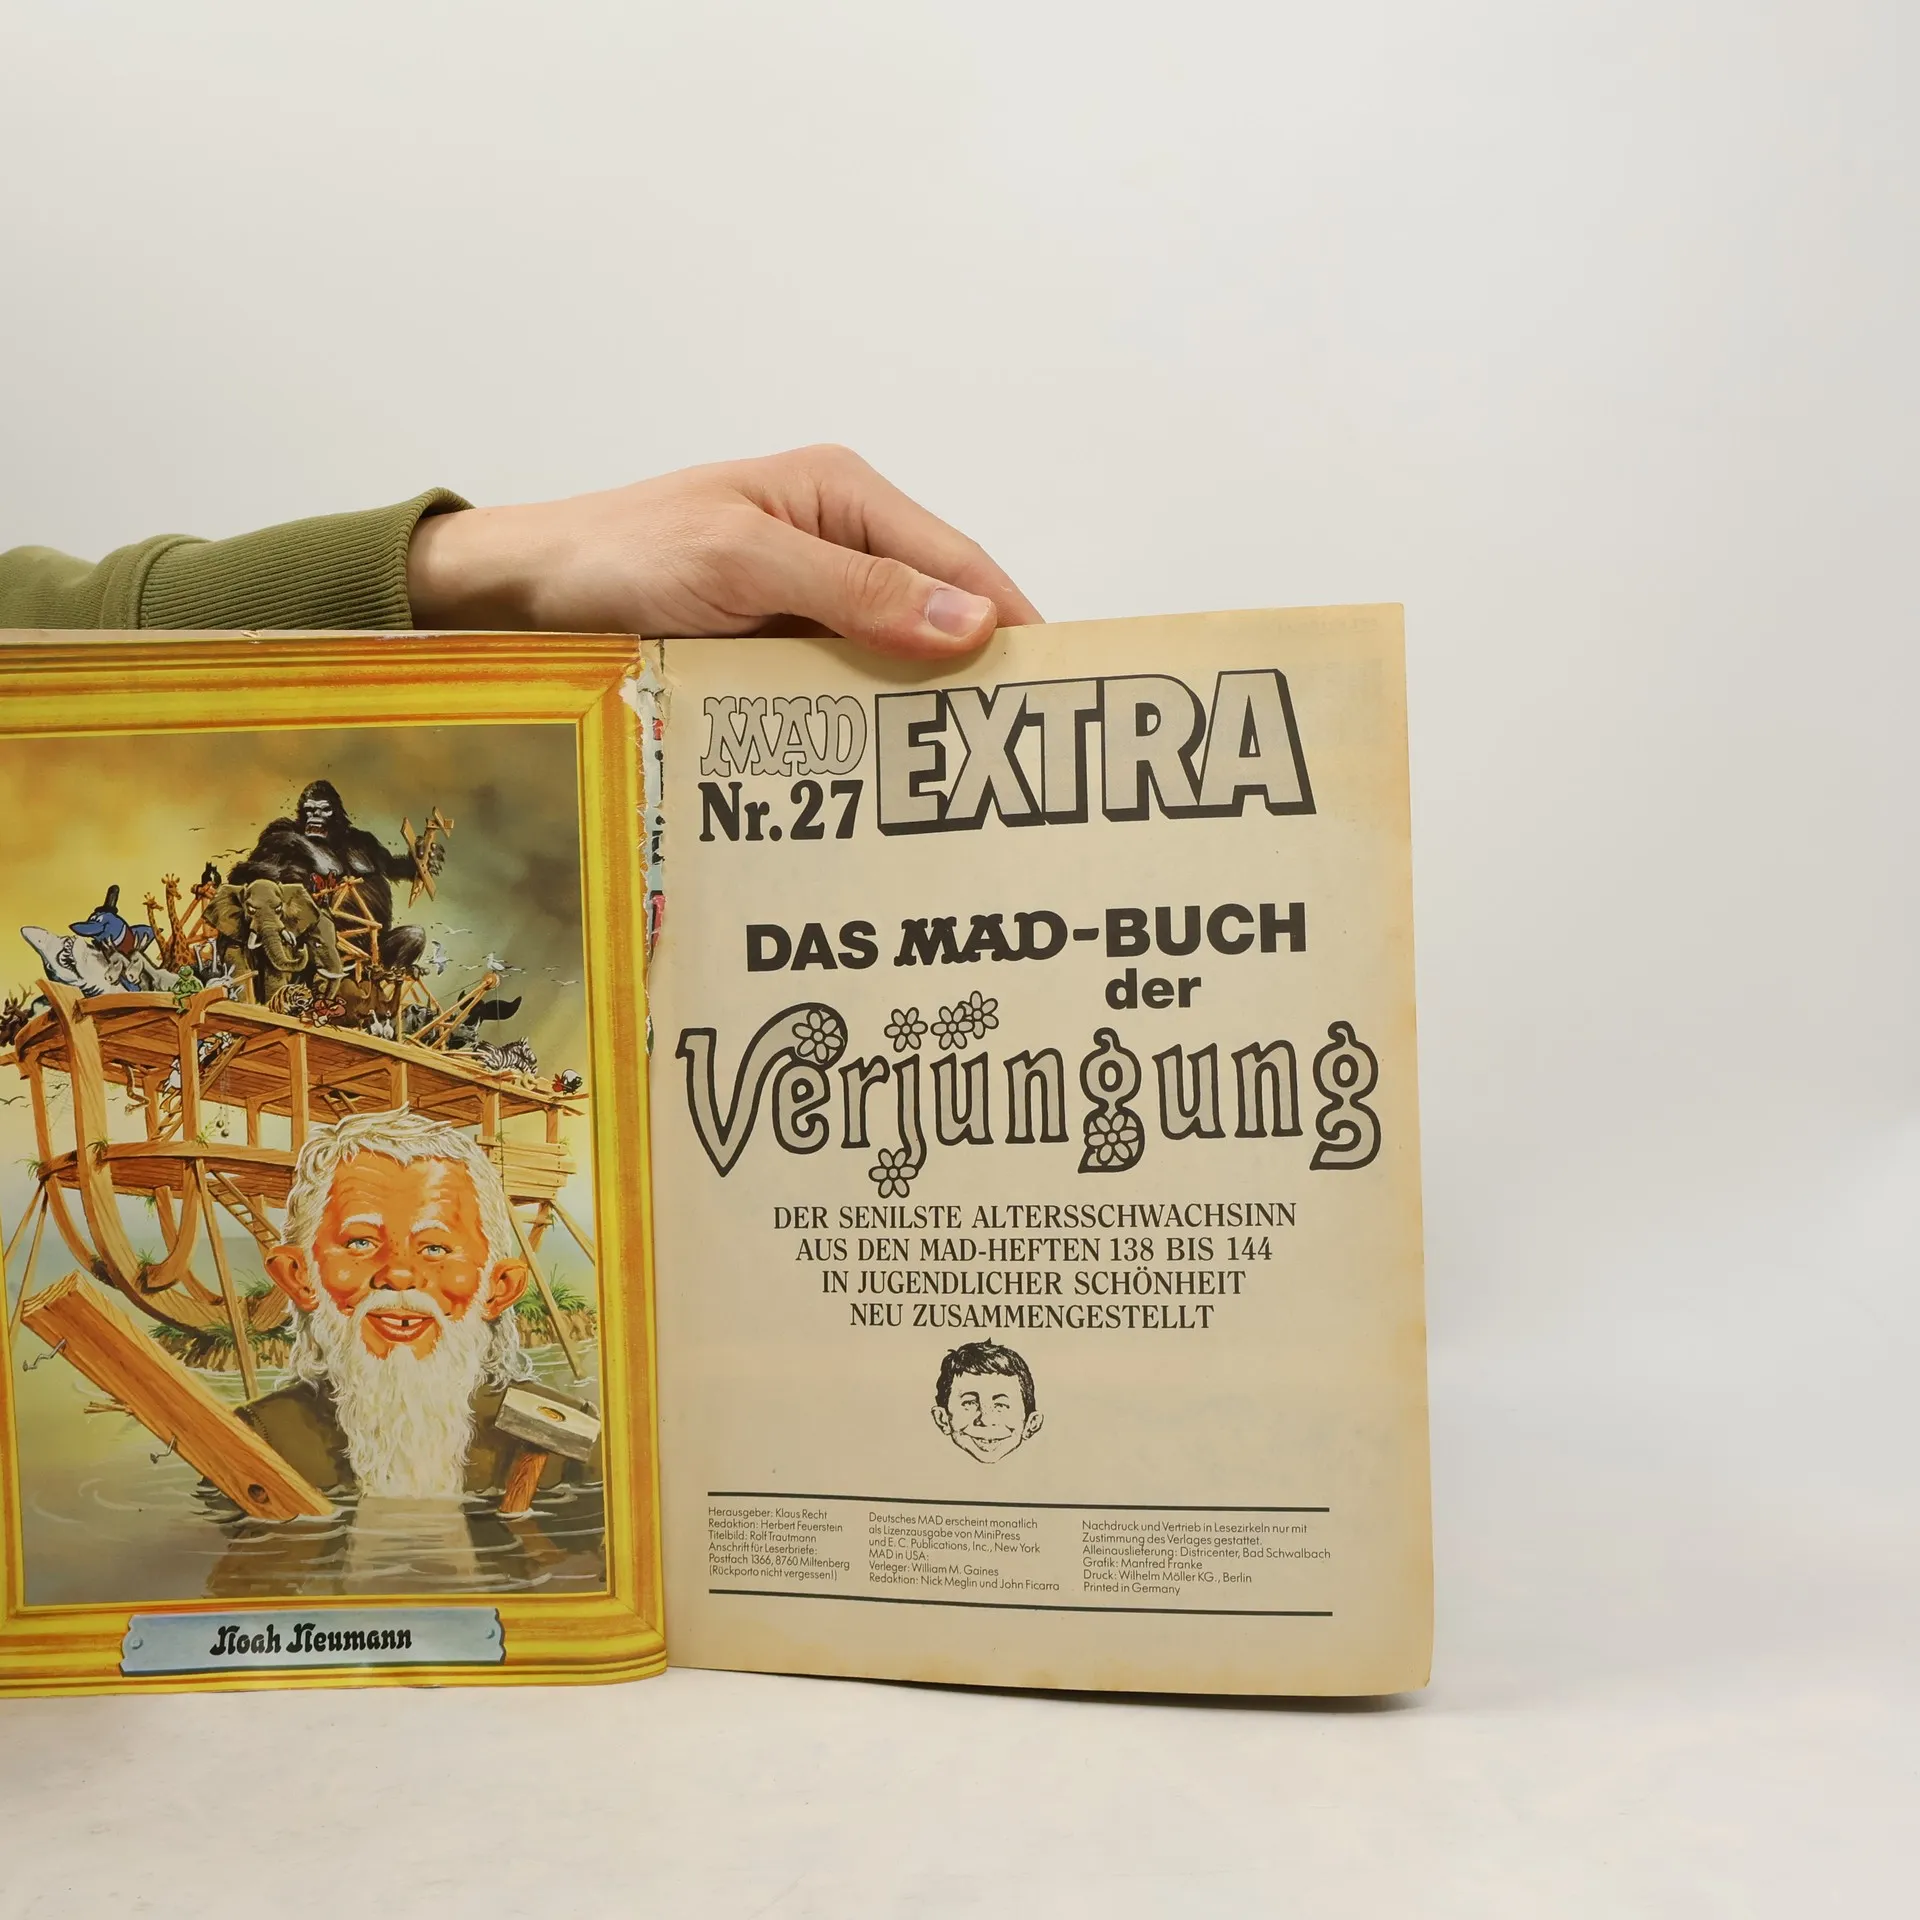 Noah Neumann
MAD EXTRA
Nr. 27
DAS MAD-BUCH
der
Verjüngung
DER SENILSTE ALTERSSCHWACHSINN
AUS DEN MAD-HEFTEN 138 BIS 144
IN JUGENDLICHER SCHÖNHEIT
NEU ZUSAMMENGESTELLT
Herausgeber: Klaus Recht
Redaktion: Herbert Feuerstein
Titelbild: Rolf Trautmann
Anschrift für Leserbriefe:
Postfach 1366, 8760 Miltenberg
(Rückporto nicht vergessen!)
Deutsches MAD erscheint monatlich
als Lizenzausgabe von MiniPress
und E. C. Publications, Inc., New York
MAD in USA:
Verleger: William M. Gaines
Redaktion: Nick Meglin und John Ficarra
Nachdruck und Vertrieb in Lesezirkeln nur mit
Zustimmung des Verlages gestattet.
Alleinauslieferung: Districenter, Bad Schwalbach
Grafik: Manfred Franke
Druck: Wilhelm Möller KG., Berlin
Printed in Germany